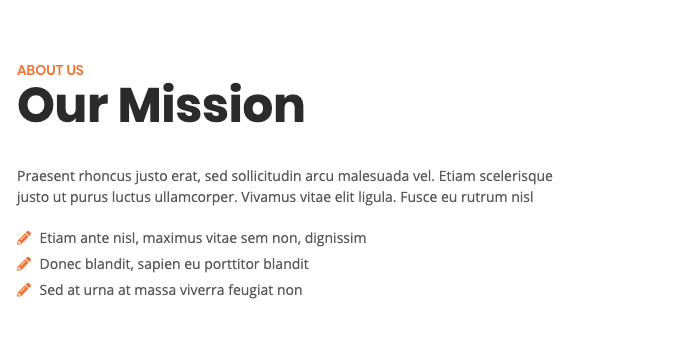 ABOUT US
Our Mission
Praesent rhoncus justo erat, sed sollicitudin arcu malesuada vel. Etiam scelerisque
justo ut purus luctus ullamcorper. Vivamus vitae elit ligula. Fusce eu rutrum nisl
Etiam ante nisl, maximus vitae sem non, dignissim
Donec blandit, sapien eu porttitor blandit
Sed at urna at massa viverra feugiat non